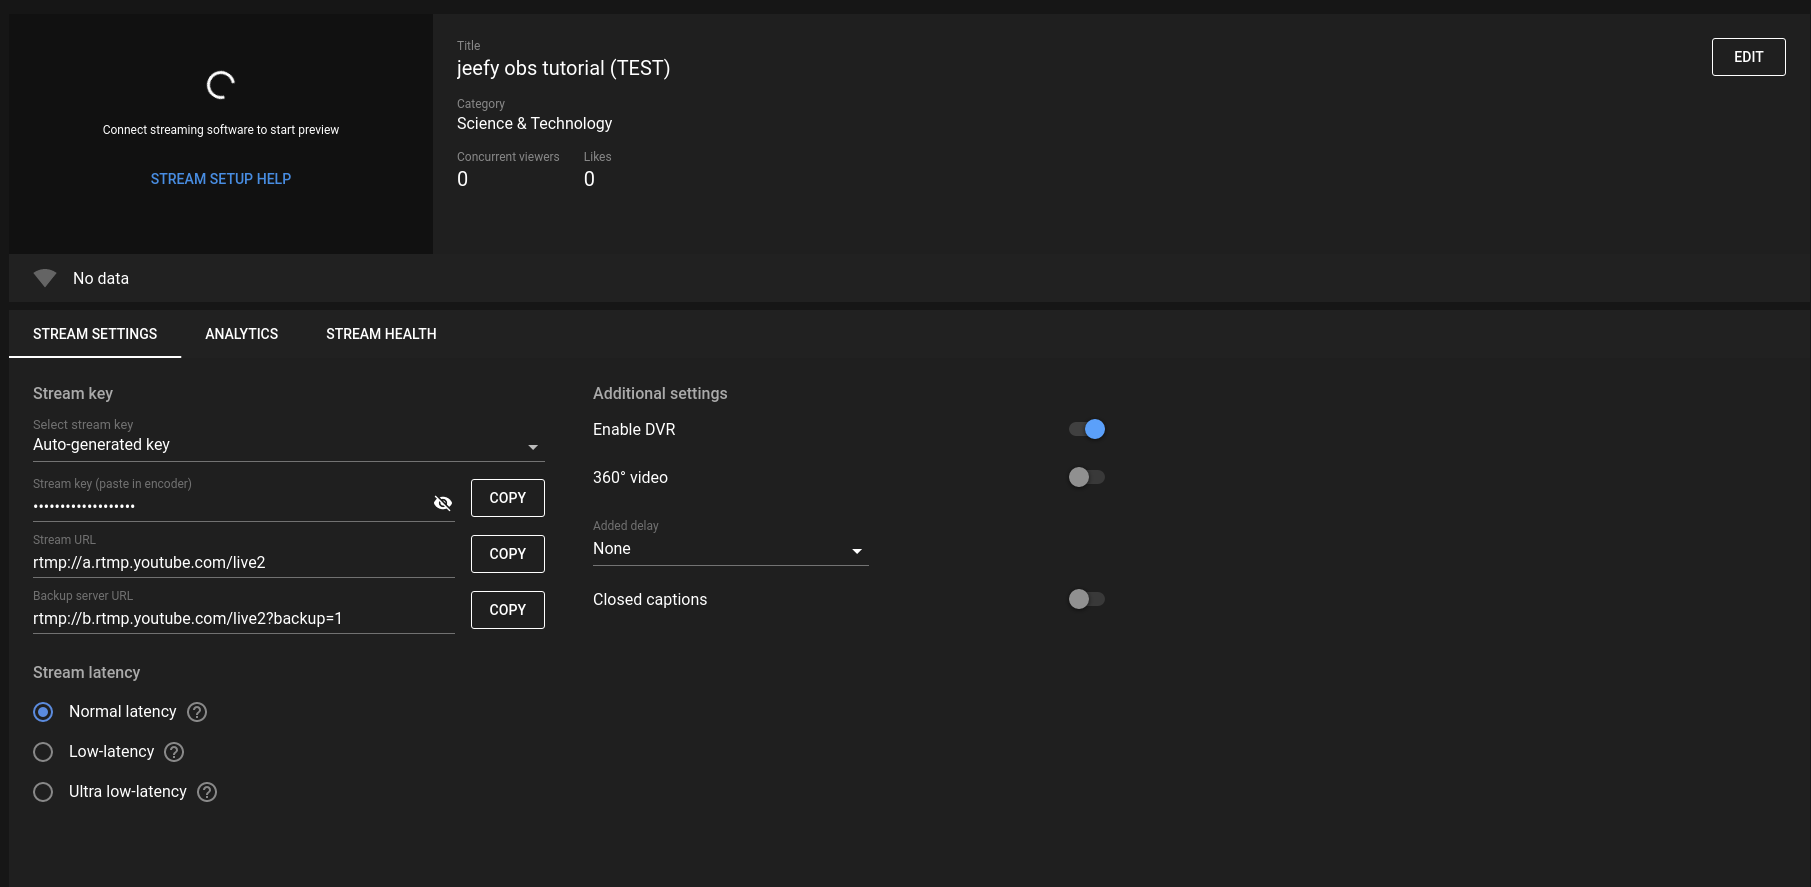 Connect streaming software to start preview
STREAM SETUP HELP
Title
jeefy obs tutorial (TEST)
EDIT
Category
Science & Technology
Concurrent viewers Likes
0 0
No data
STREAM SETTINGS ANALYTICS STREAM HEALTH
Stream key
Select stream key
Auto-generated key
Stream key (paste in encoder)
••••••••••••••••••• COPY
Stream URL
rtmp://a.rtmp.youtube.com/live2 COPY
Backup server URL
rtmp://b.rtmp.youtube.com/live2?backup=1 COPY
Stream latency
Normal latency
Low-latency
Ultra low-latency
Additional settings
Enable DVR
360° video
Added delay
None
Closed captions